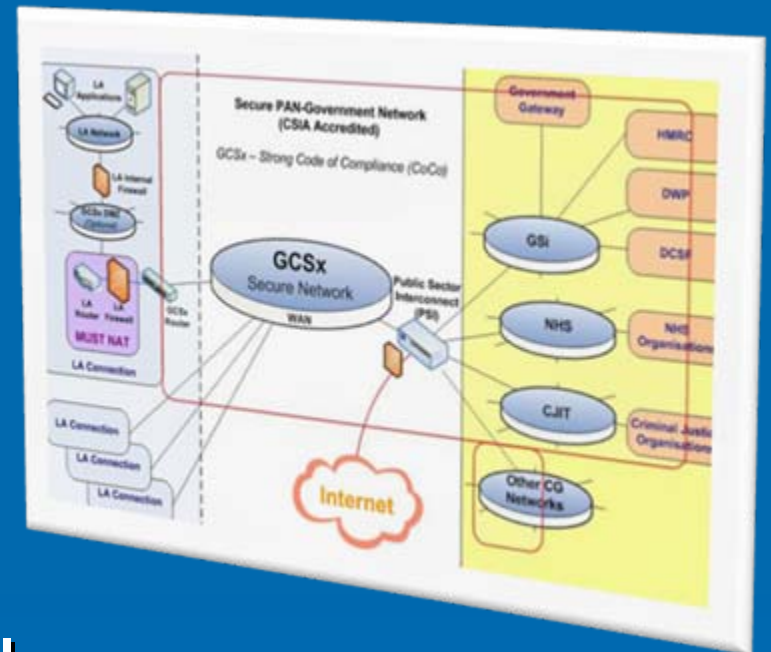 LA
Applications
LA Network
LA Internal
Firewall
GCSx DMZ
(Optional)
LA
Router
LA
Firewall
MUST NAT
GCSx
Router
LA Connection
LA Connection
LA Connection
LA Connection
Secure PAN-Government Network
(CSIA Accredited)
GCSx – Strong Code of Compliance (CoCo)
GCSx
Secure Network
WAN
Public Sector
Interconnect
(PSI)
Internet
Government
Gateway
HMRC
DWP
DCSF
GSi
NHS
NHS
Organisations
CJIT
Criminal Justice
Organisations
Other CG
Networks